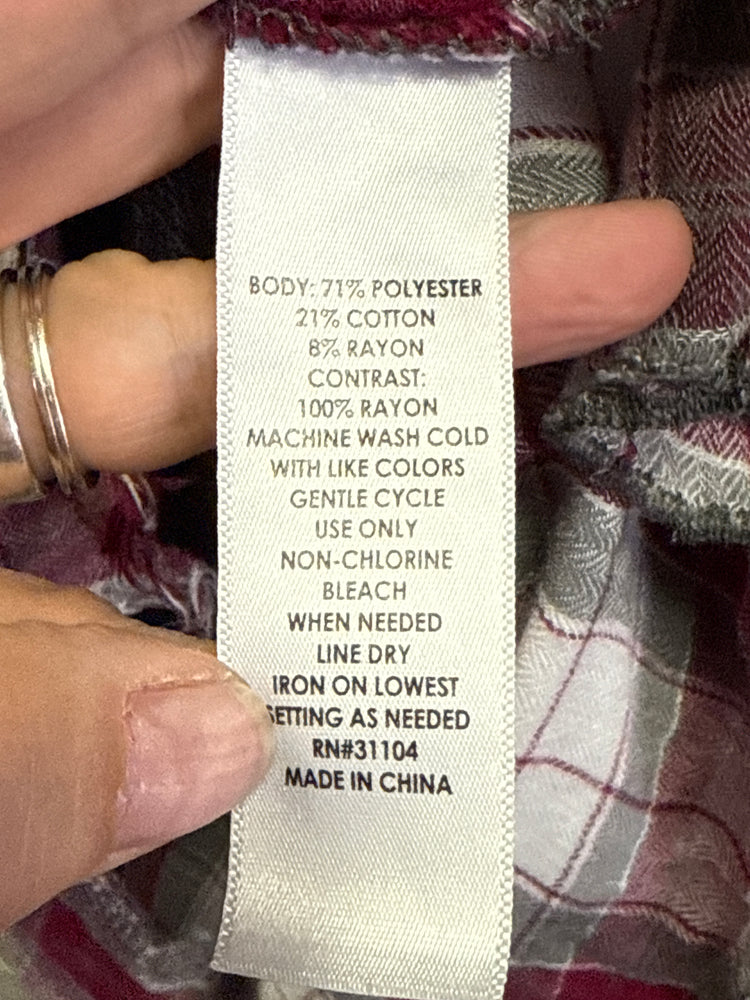 BODY: 71% POLYESTER
21% COTTON
8% RAYON
CONTRAST:
100% RAYON
MACHINE WASH COLD
WITH LIKE COLORS
GENTLE CYCLE
USE ONLY
NON-CHLORINE
BLEACH
WHEN NEEDED
LINE DRY
IRON ON LOWEST
SETTING AS NEEDED
RN#31104
MADE IN CHINA